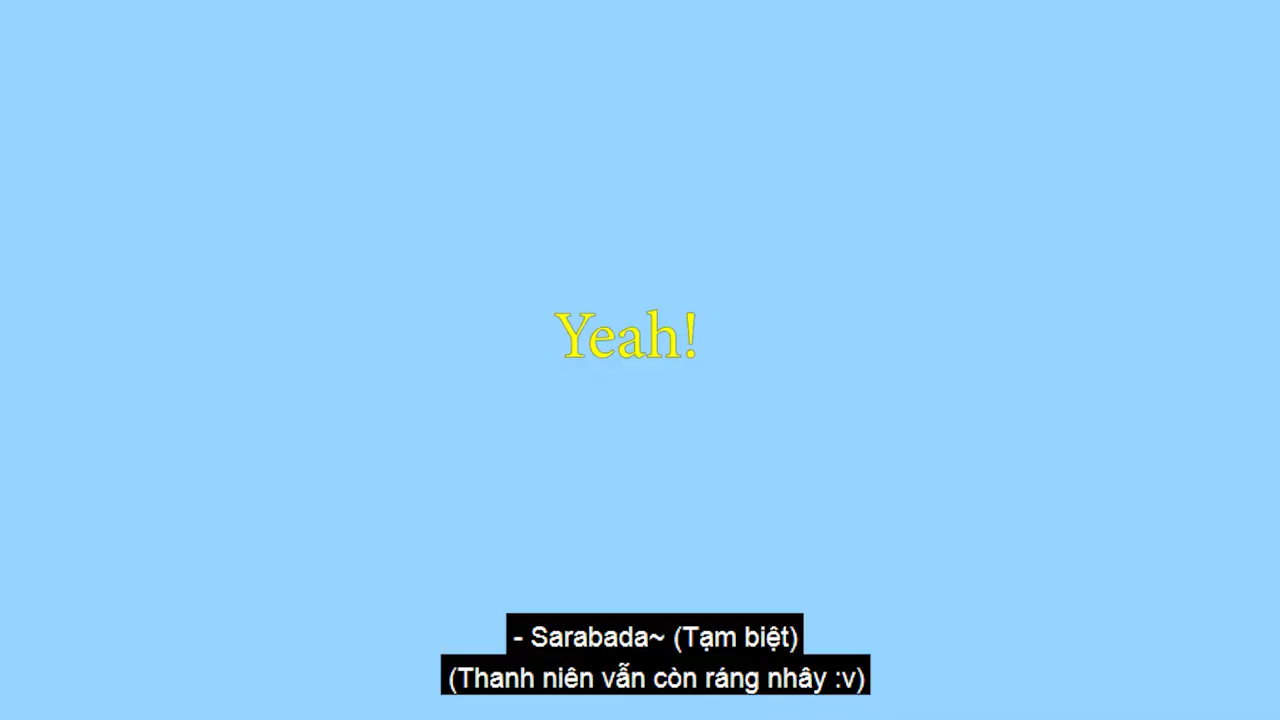 Yeah!
- Sarabada~ (Tạm biệt)
(Thanh niên vẫn còn ráng nhây :v)